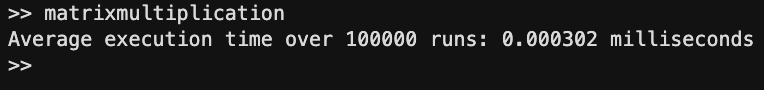 >> matrixmultiplication
Average execution time over 100000 runs: 0.000302 milliseconds
>>